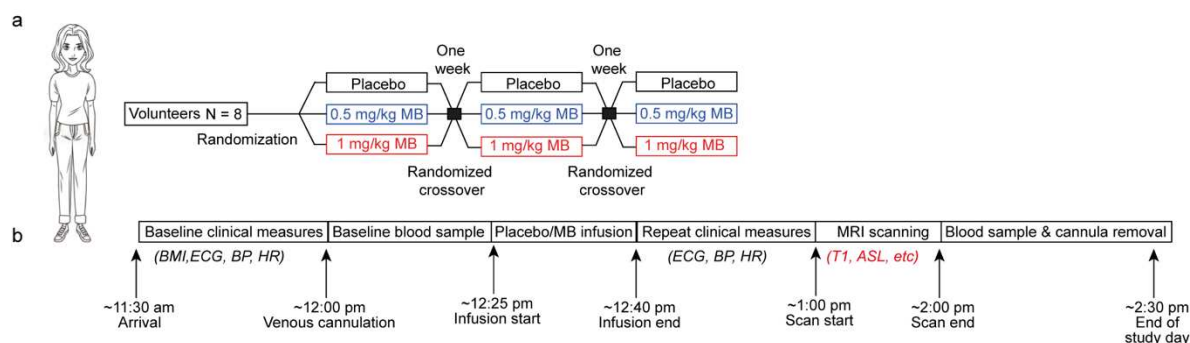 a
One week
One week
Placebo
Placebo
Placebo
Volunteers N = 8
0.5 mg/kg MB
0.5 mg/kg MB
0.5 mg/kg MB
Randomization
1 mg/kg MB
1 mg/kg MB
1 mg/kg MB
Randomized crossover
Randomized crossover
b
Baseline clinical measures
Baseline blood sample
Placebo/MB infusion
Repeat clinical measures
MRI scanning
Blood sample & cannula removal
(BMI,ECG, BP, HR)
(ECG, BP, HR)
(T1, ASL, etc)
~11:30 am
Arrival
~12:00 pm
Venous cannulation
~12:25 pm
Infusion start
~12:40 pm
Infusion end
~1:00 pm
Scan start
~2:00 pm
Scan end
~2:30 pm
End of
study day